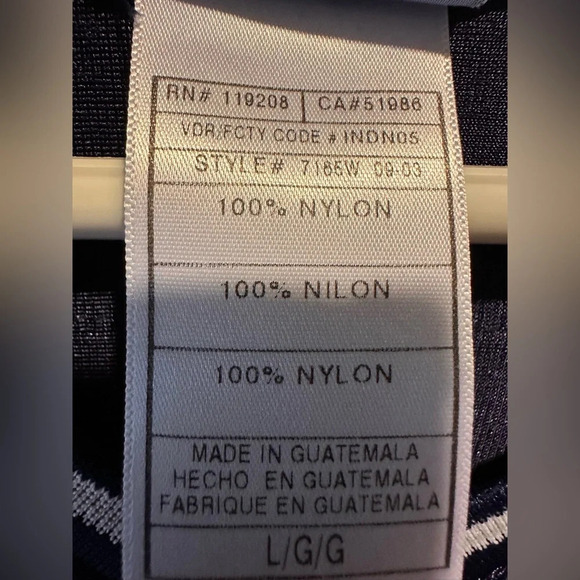 RN# 119208 CA#51986
VDR/FCTY CODE # INDN05
STYLE# 7165W 09-03
100% NYLON
100% NILON
100% NYLON
MADE IN GUATEMALA
HECHO EN GUATEMALA
FABRIQUE EN GUATEMALA
L/G/G